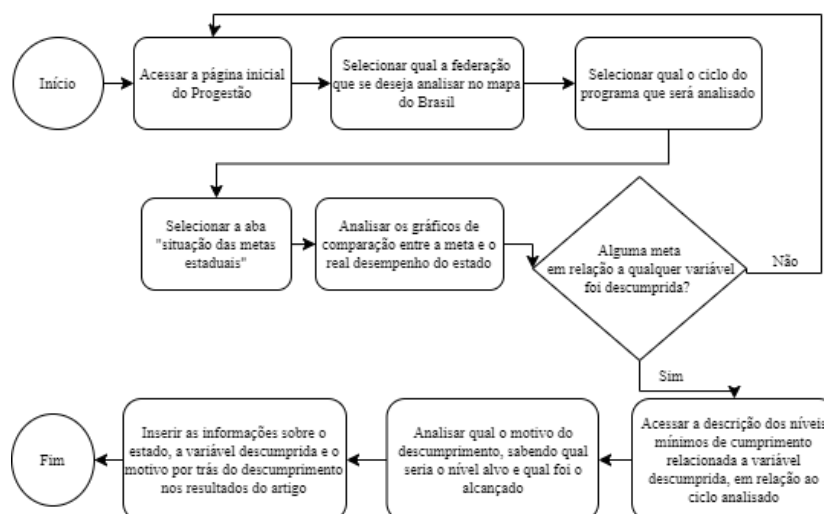 Início
Acessar a página inicial
do Progestão
Selecionar qual a federação
que se deseja analisar no mapa
do Brasil
Selecionar qual o ciclo do
programa que será analisado
Selecionar a aba
"situação das metas
estaduais"
Analisar os gráficos de
comparação entre a meta e o
real desempenho do estado
Alguma meta
em relação a qualquer variável
foi descumprida?
Não
Sim
Acessar a descrição dos níveis
mínimos de cumprimento
relacionada a variável
descumprida, em relação ao
ciclo analisado
Analisar qual o motivo do
descumprimento, sabendo qual
seria o nível alvo e qual foi o
alcançado
Inserir as informações sobre o
estado, a variável descumprida e o
motivo por trás do descumprimento
nos resultados do artigo
Fim